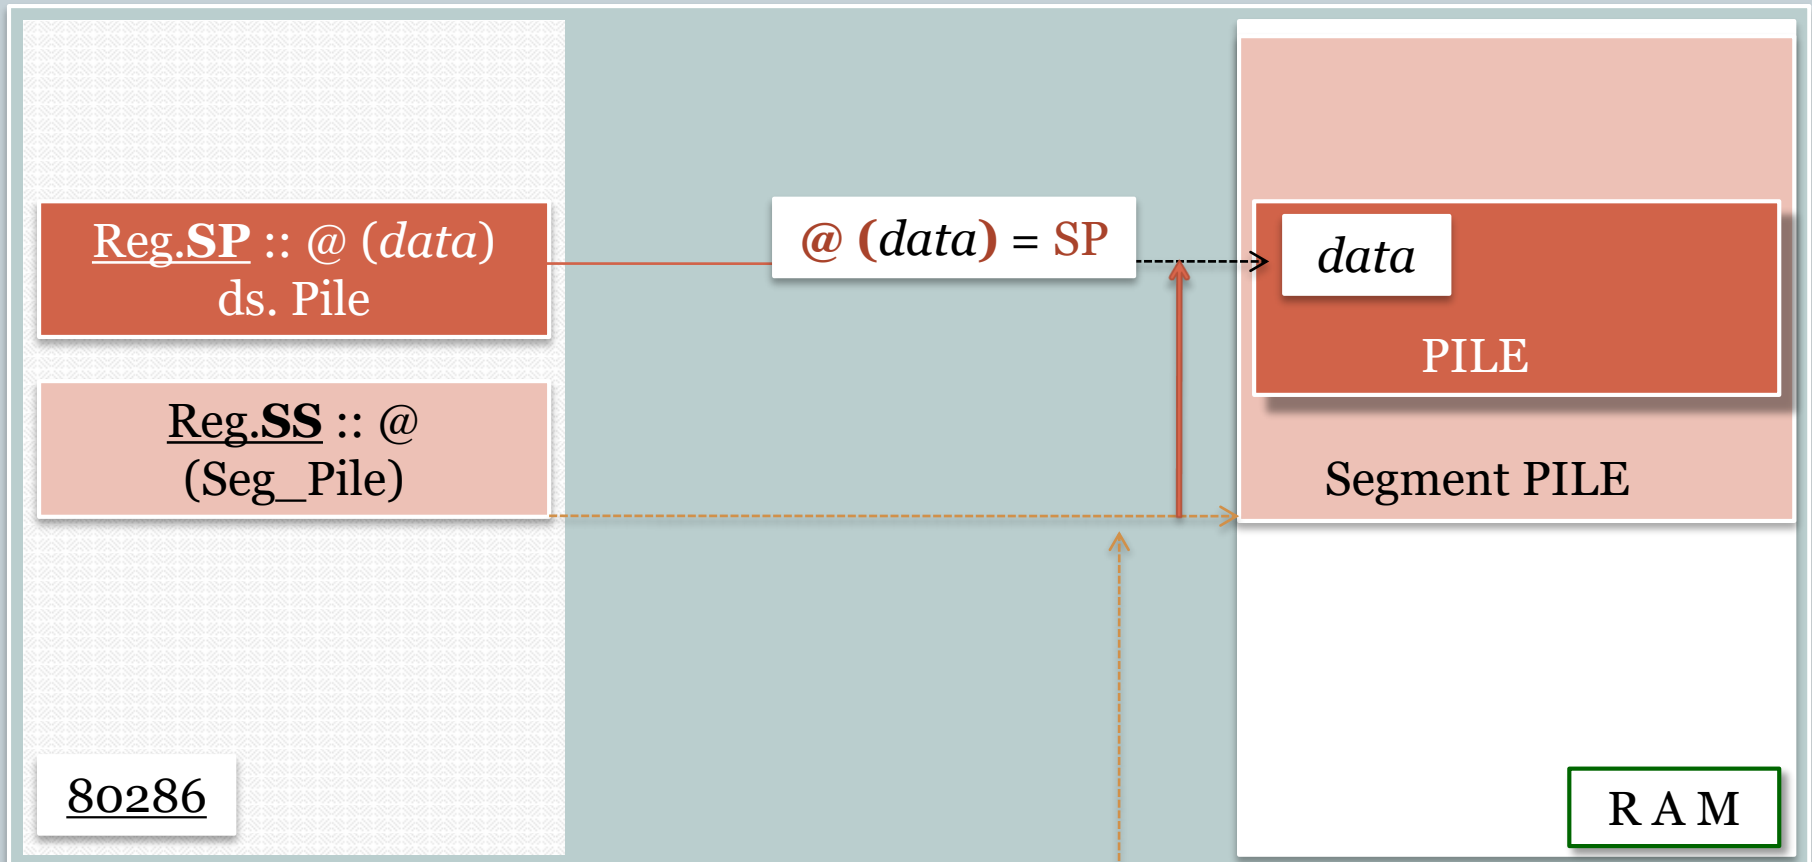 Reg.SP :: @ (data)
ds. Pile
@ (data) = SP
data
PILE
Reg.SS :: @
(Seg_Pile)
Segment PILE
80286
R A M